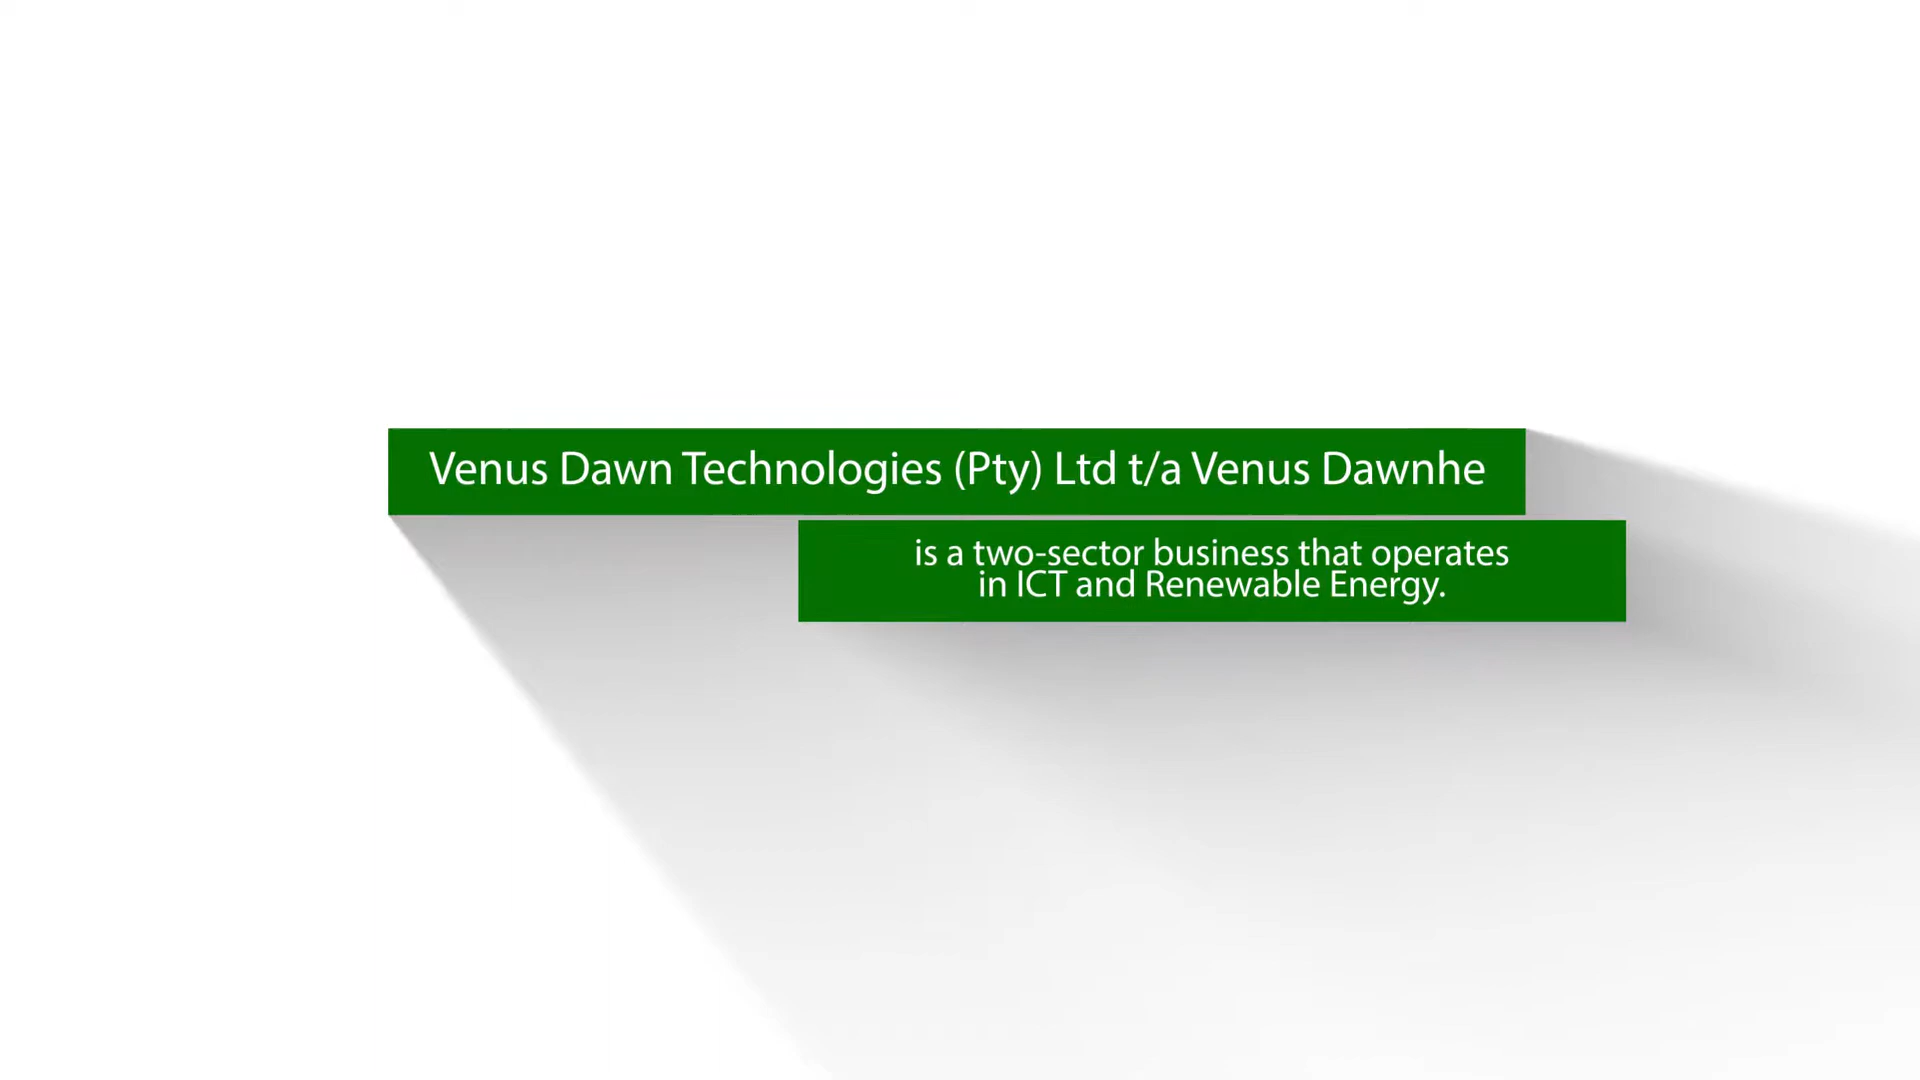 Venus Dawn Technologies (Pty) Ltd t/a Venus Dawnhe
is a two-sector business that operates
in ICT and Renewable Energy.